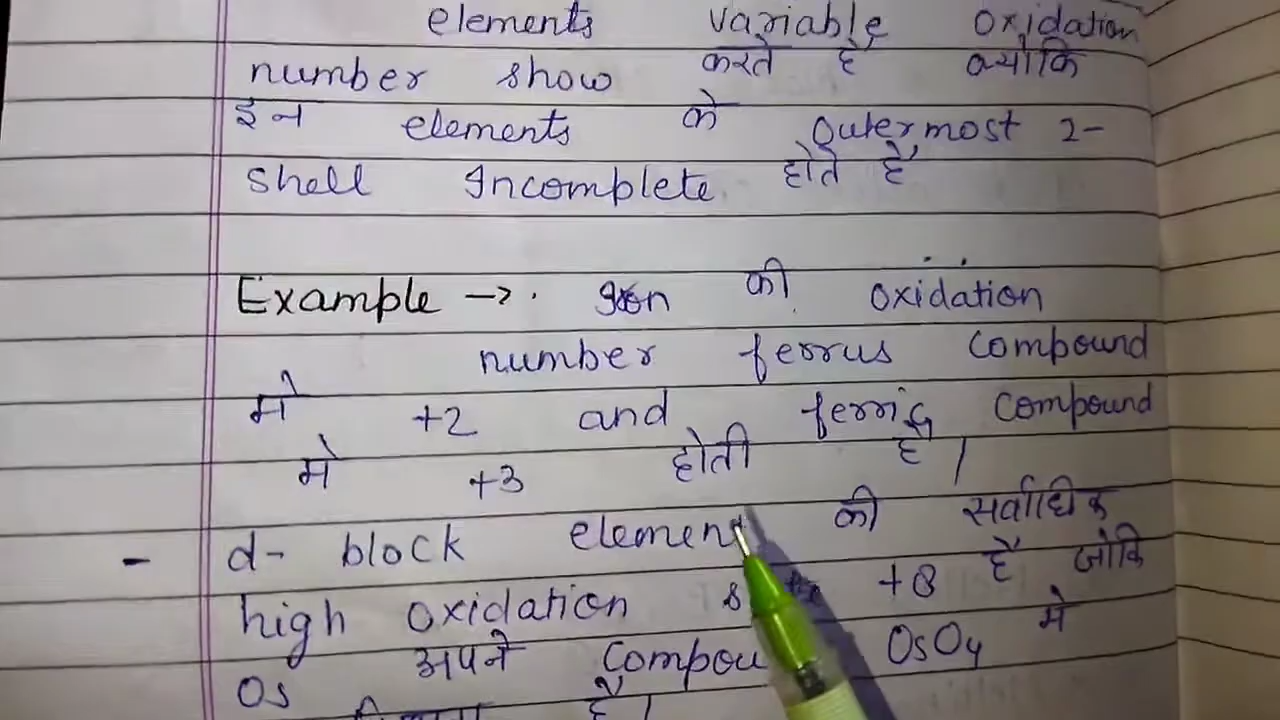 elements variable oxidation
number show करते है क्योकि
इन elements के outermost 2-
shell Incomplete होते है,
Example → Iron की oxidation
number ferrus compound
मे +2 and ferric compound
मे +3 होती है।
- d- block element की सर्वाधिक
high oxidation +8 है जोकि
Os अपने OsO4 मे
है।